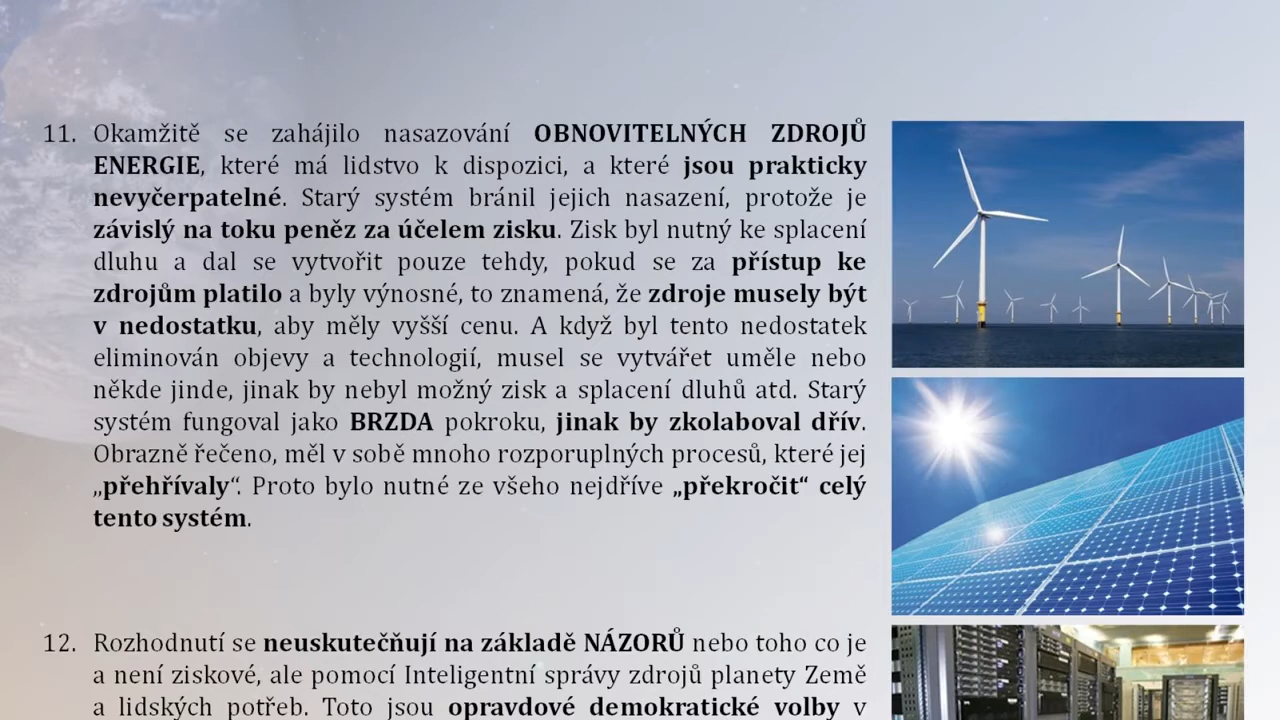 11. Okamžitě se zahájilo nasazování OBNOVITELNÝCH ZDROJŮ
ENERGIE, které má lidstvo k dispozici, a které jsou prakticky
nevyčerpatelné. Starý systém bránil jejich nasazení, protože je
závislý na toku peněz za účelem zisku. Zisk byl nutný ke splacení
dluhu a dal se vytvořit pouze tehdy, pokud se za přístup ke
zdrojům platilo a byly výnosné, to znamená, že zdroje musely být
v nedostatku, aby měly vyšší cenu. A když byl tento nedostatek
eliminován objevy a technologií, musel se vytvářet uměle nebo
někde jinde, jinak by nebyl možný zisk a splacení dluhů atd. Starý
systém fungoval jako BRZDA pokroku, jinak by zkolaboval dřív.
Obrazně řečeno, měl v sobě mnoho rozporuplných procesů, které jej
„přehřívaly“. Proto bylo nutné ze všeho nejdříve „překročit“ celý
tento systém.
12. Rozhodnutí se neuskutečňují na základě NÁZORŮ nebo toho co je
a není ziskové, ale pomocí Inteligentní správy zdrojů planety Země
a lidských potřeb. Toto jsou opravdové demokratické volby v